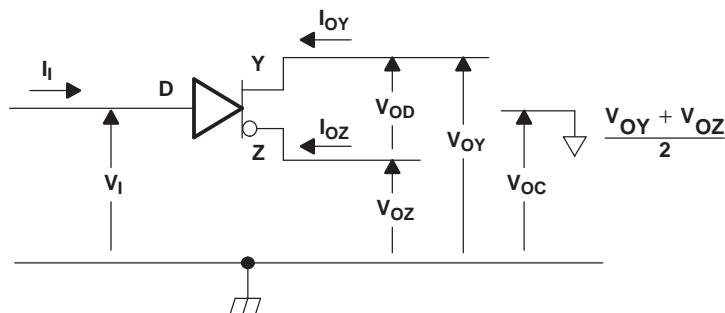 I_OY
I_I
D
Y
I_OZ
Z
V_I
V_OD
V_OY
V_OZ
V_OC
V_OY + V_OZ
2